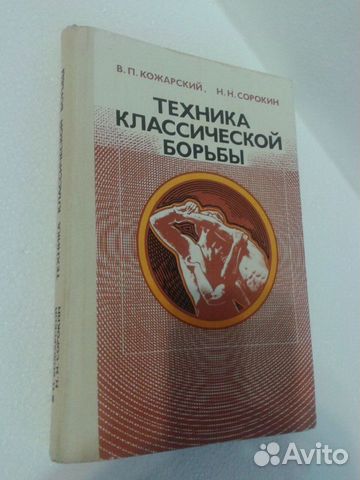 В.П.КОЖАРСКИЙ, Н.Н.СОРОКИН
ТЕХНИКА
КЛАССИЧЕСКОЙ
БОРЬБЫ
ТЕХНИКА КЛАССИЧЕСКОЙ БОРЬБЫ
В.П.КОЖАРСКИЙ
Н.Н.СОРОКИН
Avito